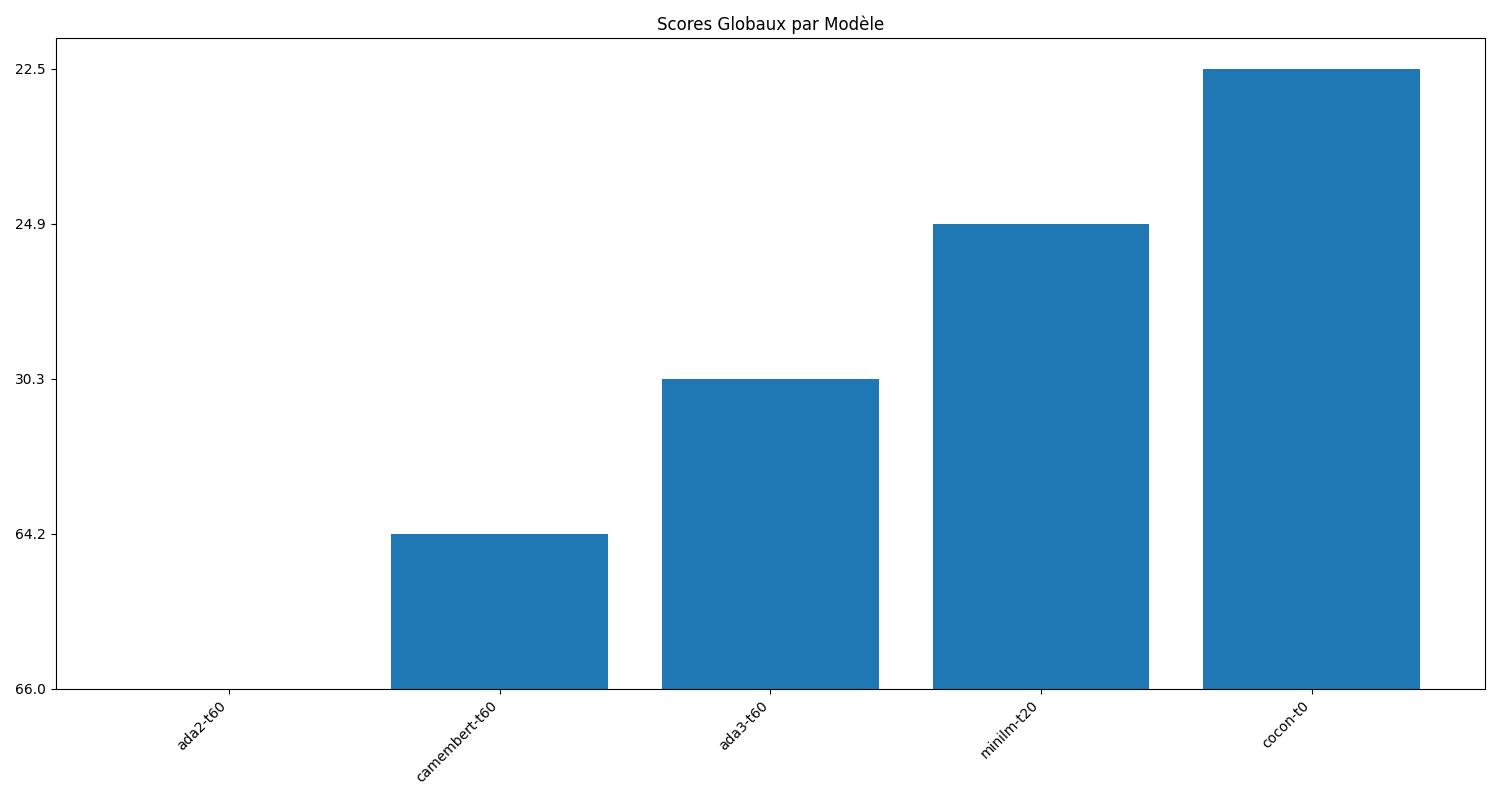 Scores Globaux par Modèle
22.5
24.9
30.3
64.2
66.0
ada2-t60
camembert-t60
ada3-t60
minilm-t20
cocon-t0